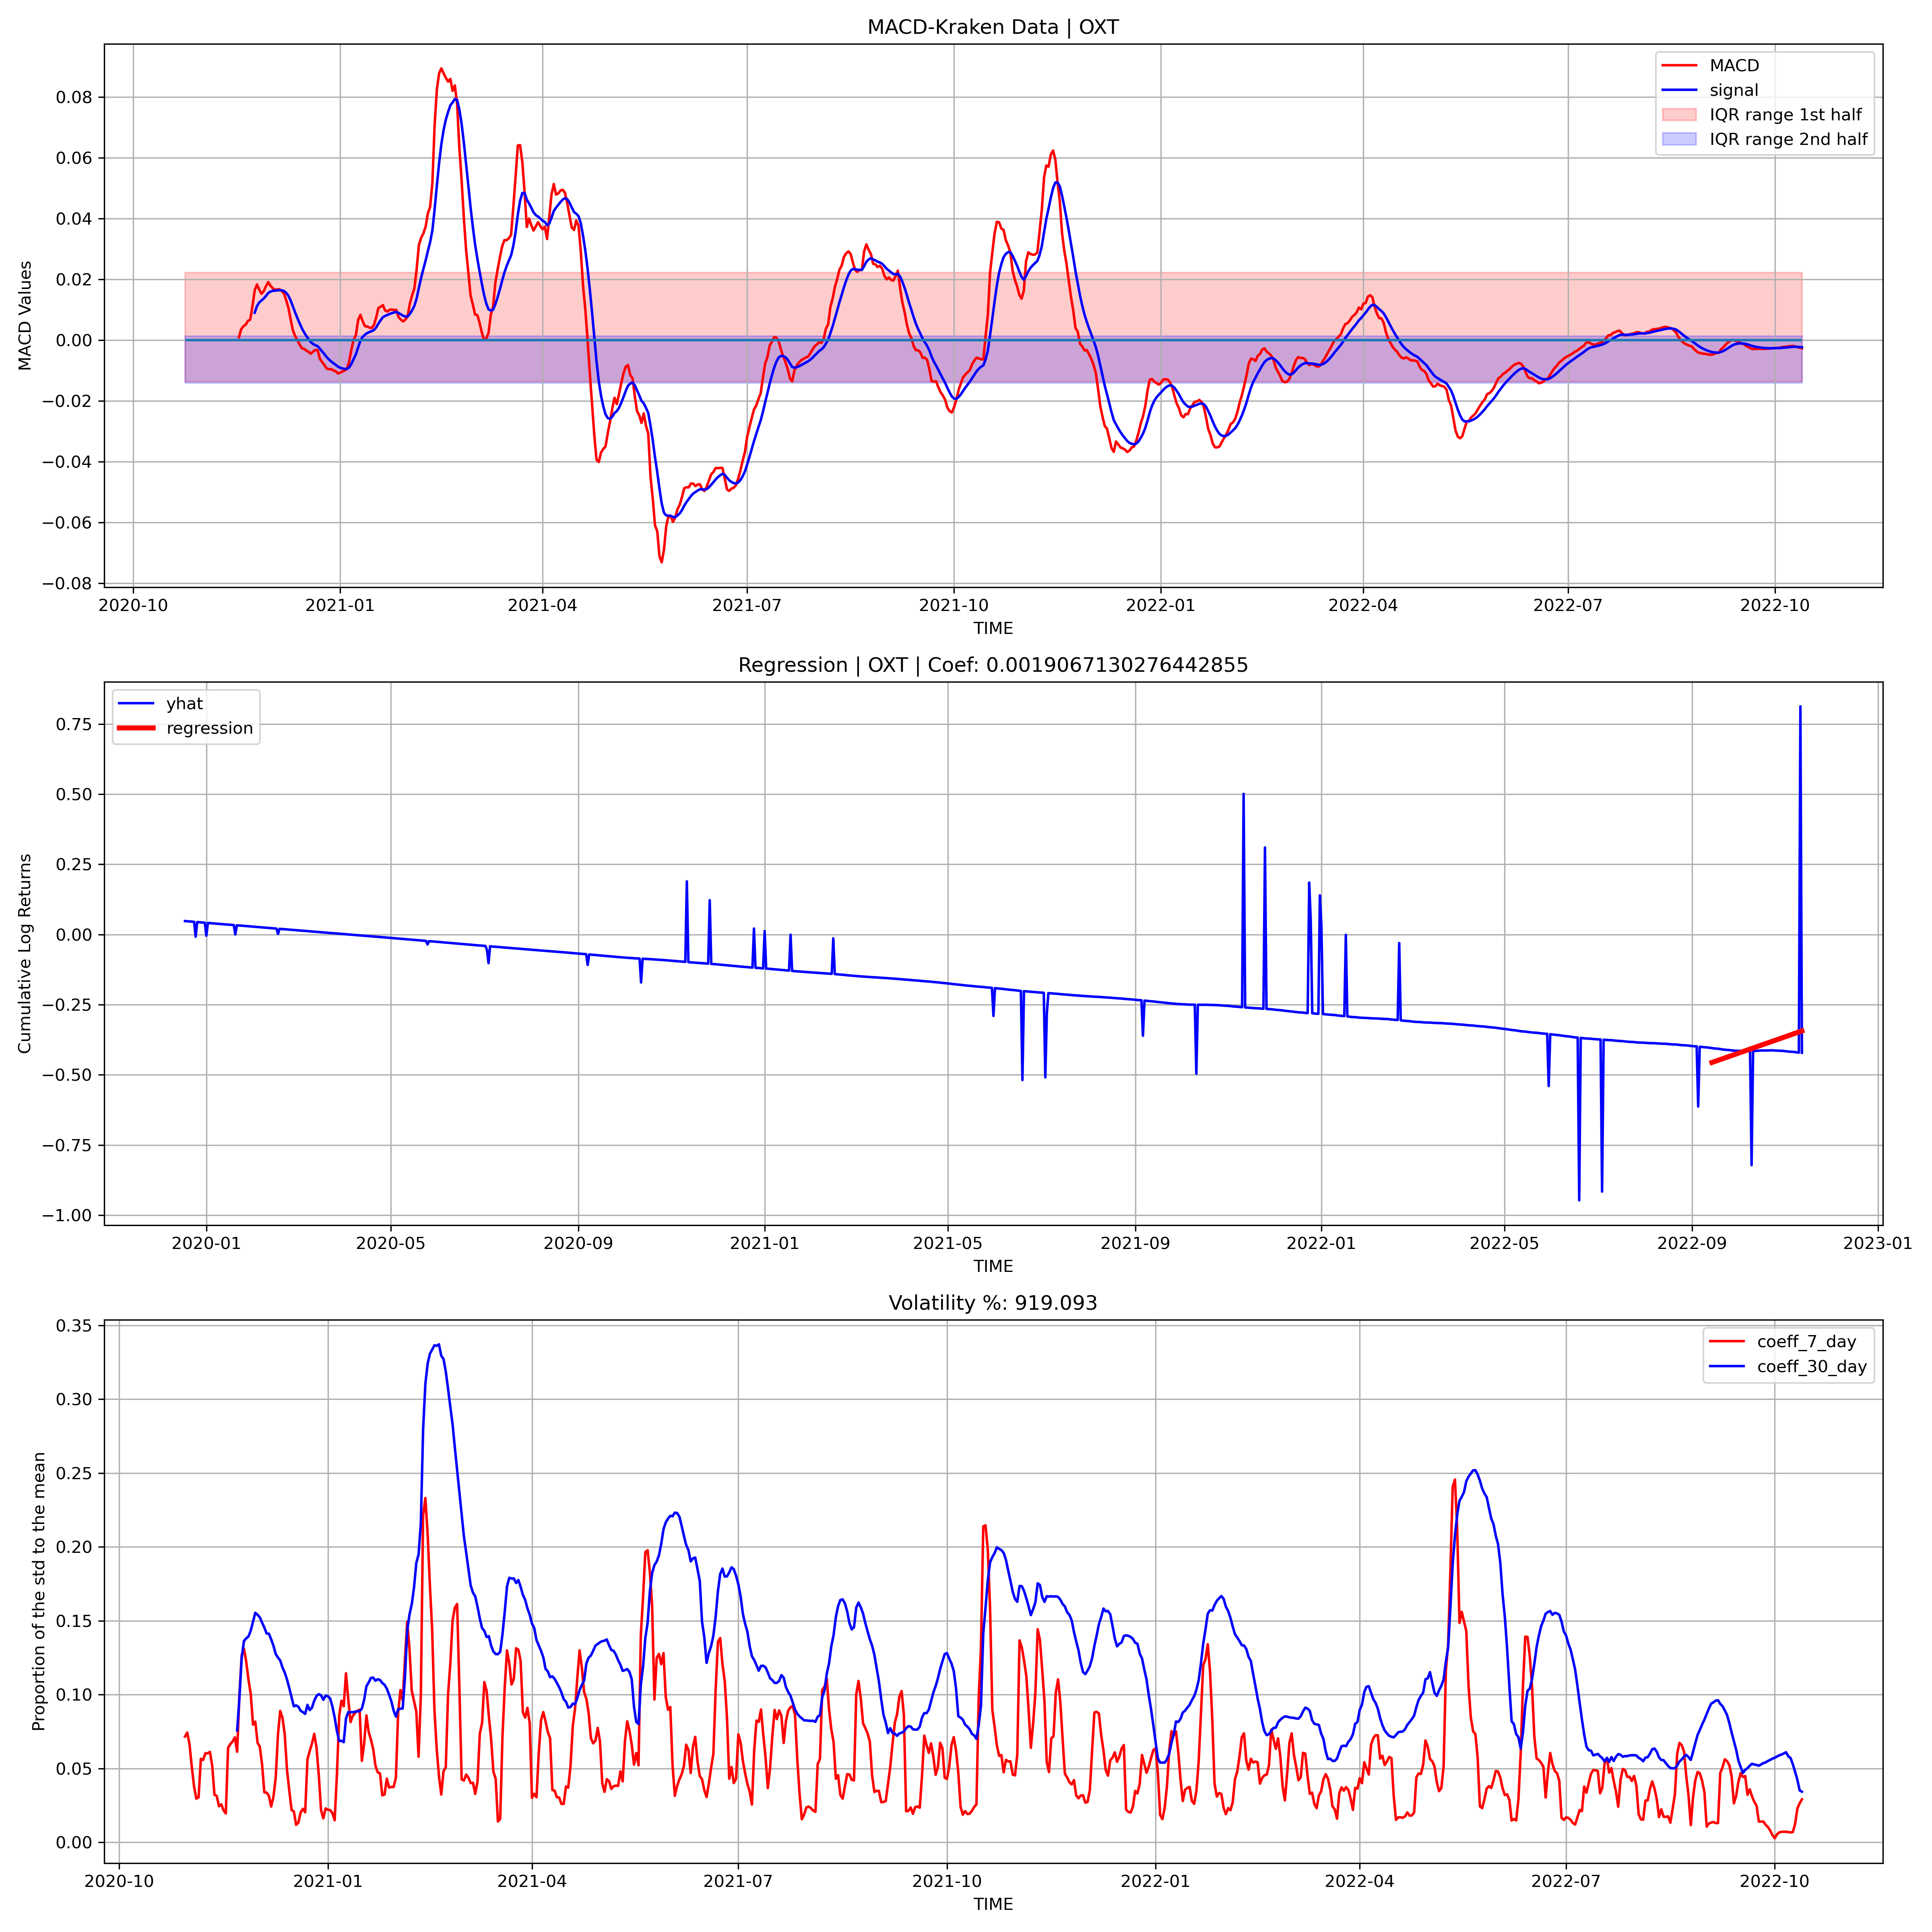 MACD-Kraken Data | OXT
MACD Values
0.08
0.06
0.04
0.02
0.00
−0.02
−0.04
−0.06
−0.08
MACD
signal
IQR range 1st half
IQR range 2nd half
2020-10 2021-01 2021-04 2021-07 2021-10 2022-01 2022-04 2022-07 2022-10
TIME
Regression | OXT | Coef: 0.0019067130276442855
Cumulative Log Returns
0.75
0.50
0.25
0.00
−0.25
−0.50
−0.75
−1.00
yhat
regression
2020-01 2020-05 2020-09 2021-01 2021-05 2021-09 2022-01 2022-05 2022-09 2023-01
TIME
Volatility %: 919.093
Proportion of the std to the mean
0.35
0.30
0.25
0.20
0.15
0.10
0.05
0.00
coeff_7_day
coeff_30_day
2020-10 2021-01 2021-04 2021-07 2021-10 2022-01 2022-04 2022-07 2022-10
TIME